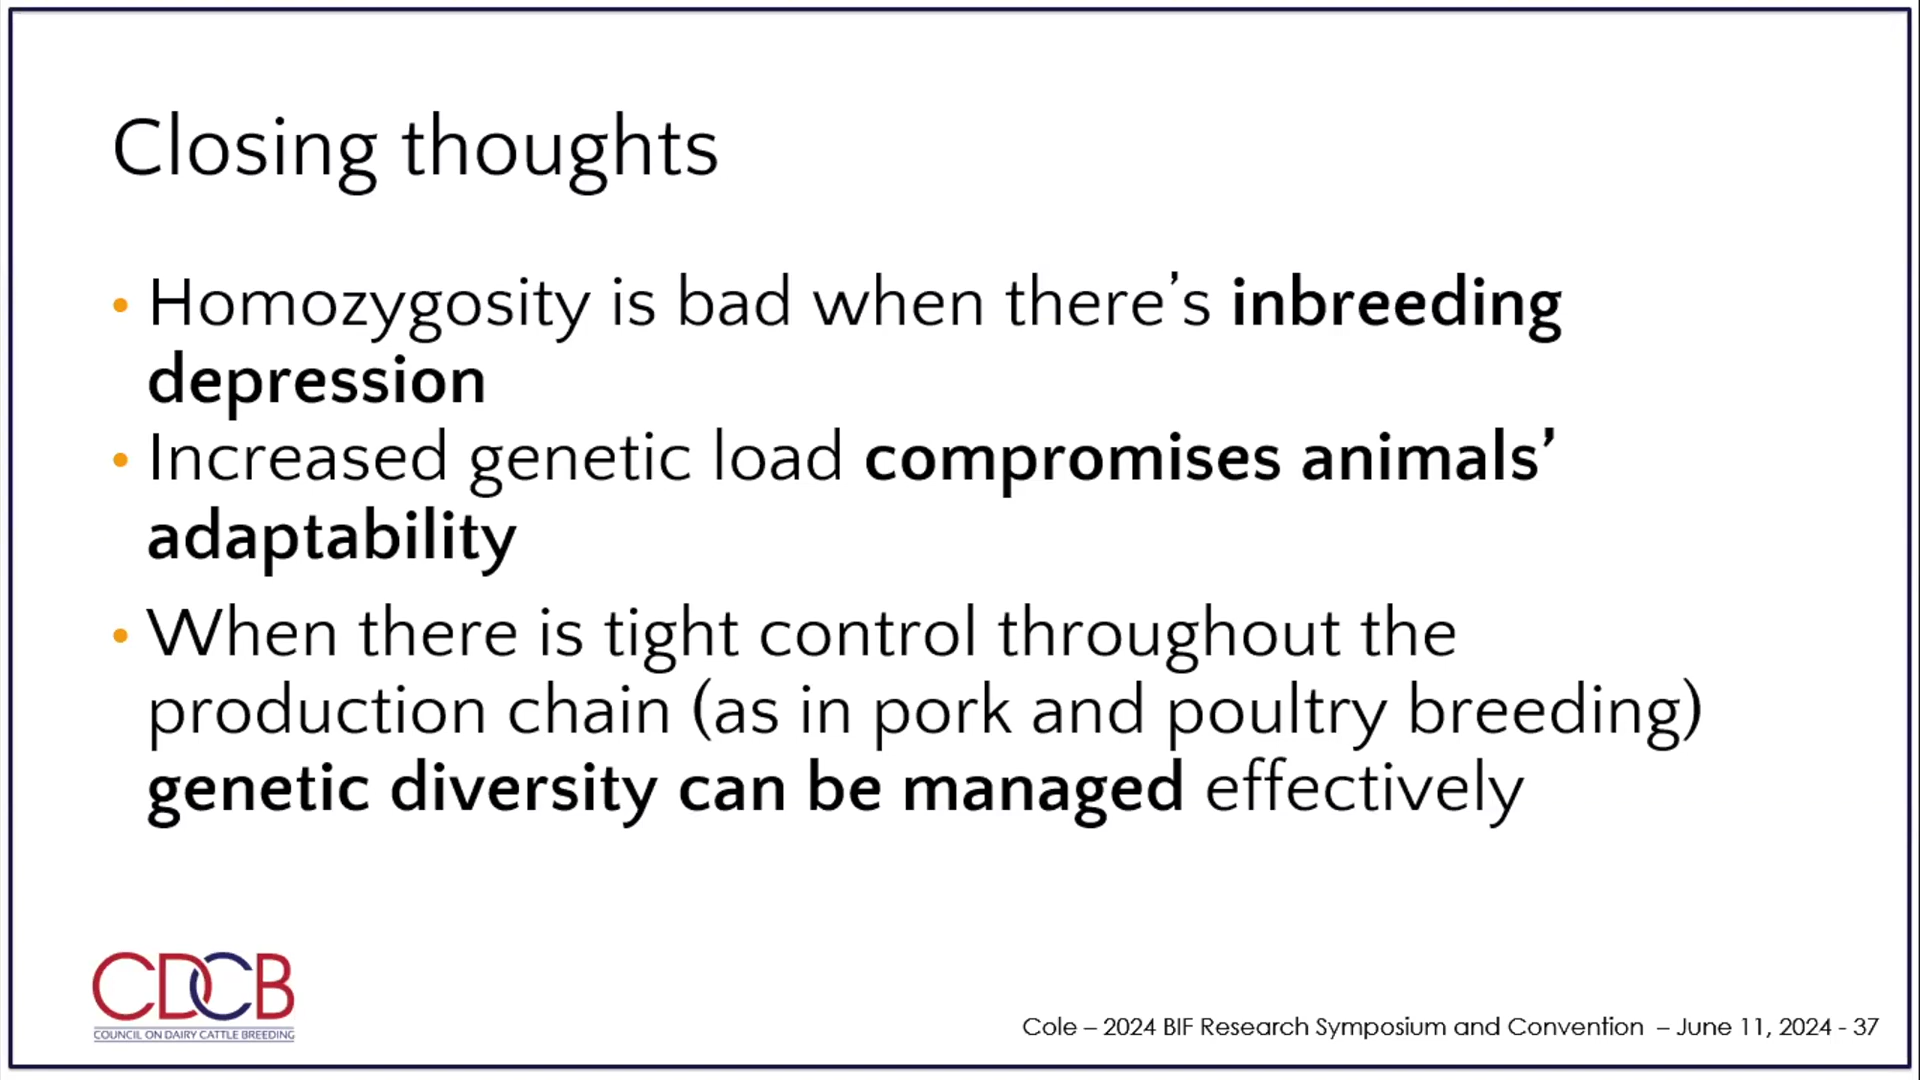 Closing thoughts
• Homozygosity is bad when there’s inbreeding
depression
• Increased genetic load compromises animals’
adaptability
• When there is tight control throughout the
production chain (as in pork and poultry breeding)
genetic diversity can be managed effectively
CDCB
COUNCIL ON DAIRY CATTLE BREEDING
Cole – 2024 BIF Research Symposium and Convention – June 11, 2024 - 37